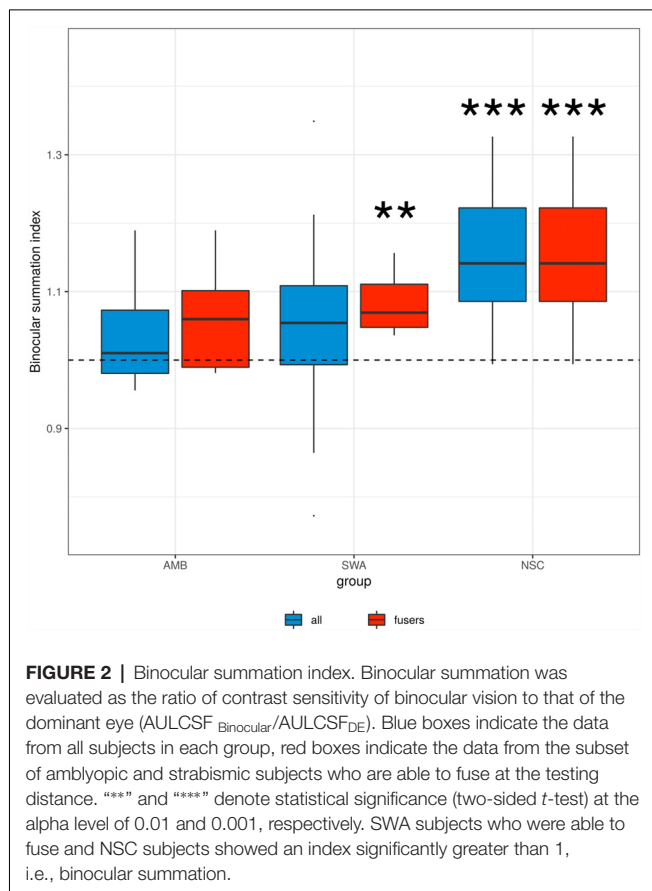 *** ***
1.3
**
Binocular summation index
1.1
0.9
AMB SWA NSC
group
all fusers
FIGURE 2 | Binocular summation index. Binocular summation was
evaluated as the ratio of contrast sensitivity of binocular vision to that of the
dominant eye (AULCSF Binocular/AULCSFDE). Blue boxes indicate the data
from all subjects in each group, red boxes indicate the data from the subset
of amblyopic and strabismic subjects who are able to fuse at the testing
distance. “**” and “***” denote statistical significance (two-sided t-test) at the
alpha level of 0.01 and 0.001, respectively. SWA subjects who were able to
fuse and NSC subjects showed an index significantly greater than 1,
i.e., binocular summation.